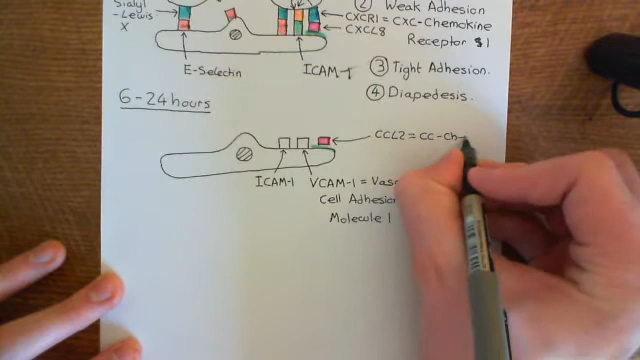 Sialyl
-Lewis
X
E-Selectin
ICAM-1
② Weak Adhesion
CXCR1 = CXC-Chemokine
Receptor 1
CXCL8
③ Tight Adhesion.
④ Diapedesis.
6-24 hours
CCL2 = CC-Ch
ICAM-1
VCAM-1 = Vasc
Cell Adhesion
Molecule 1